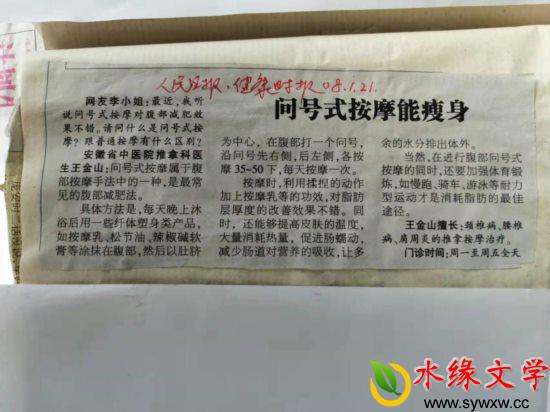 人民日报·健康时报 08.1.21.
问号式按摩能瘦身
网友李小姐：最近，我听
说问号式按摩对腹部减肥效
果不错，请问什么是问号式按
摩？跟普通按摩有什么区别？
安徽省中医院推拿科医
生王金山：问号式按摩属于腹
部按摩手法中的一种，是最常
见的腹部减肥法。
具体方法是，每天晚上沐
浴后用一些纤体塑身类产品，
如按摩乳、松节油、辣椒碱软
膏等涂抹在腹部，然后以肚脐
为中心，在腹部打一个问号，
沿问号先右侧，后左侧，各按
摩35-50下，每天按摩一次。
按摩时，利用揉捏的动作
加上按摩乳等的功效，对脂肪
层厚度的改善效果不错。同
时，还能够提高皮肤的温度，
大量消耗热量，促进肠蠕动，
减少肠道对营养的吸收，让多
余的水分排出体外。
当然，在进行腹部问号式
按摩的同时，还要加强体育锻
炼，如慢跑、骑车、游泳等耐力
型运动才是消耗脂肪的最佳
途径。
王金山擅长：颈椎病、腰椎
病、肩周炎的推拿按摩治疗。
门诊时间：周一至周五全天
水缘文学
www.sywxw.cc